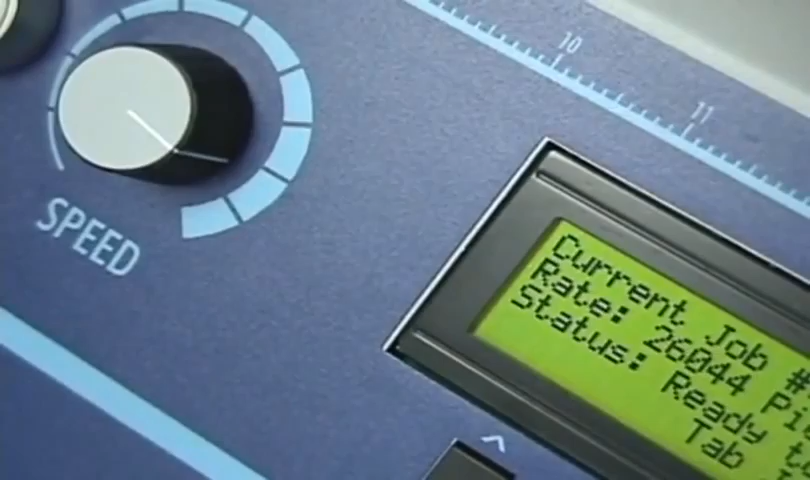 10
11
SPEED
Current Job #
Rate: 26044
Status: Ready
Tab
^